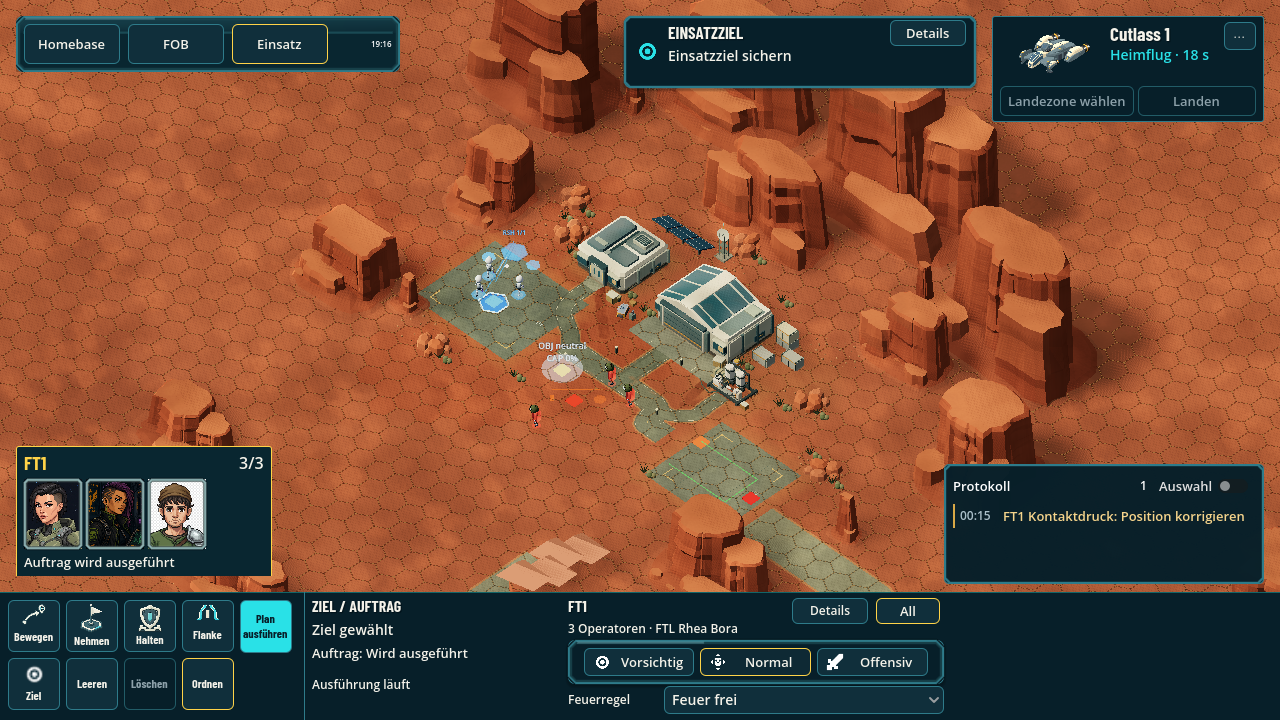 Homebase
FOB
Einsatz
19:16
EINSATZZIEL
Einsatzziel sichern
Details
Cutlass 1
Heimflug · 18 s
...
Landezone wählen
Landen
OBJ neutral
CAP 0%
FT1
3/3
Auftrag wird ausgeführt
Protokoll
1
Auswahl
00:15
FT1 Kontaktdruck: Position korrigieren
Bewegen
Nehmen
Halten
Flanke
Plan
ausführen
Ziel
Leeren
Löschen
Ordnen
ZIEL / AUFTRAG
Ziel gewählt
Auftrag: Wird ausgeführt
Ausführung läuft
FT1
Details
All
3 Operatoren · FTL Rhea Bora
Vorsichtig
Normal
Offensiv
Feuerregel
Feuer frei